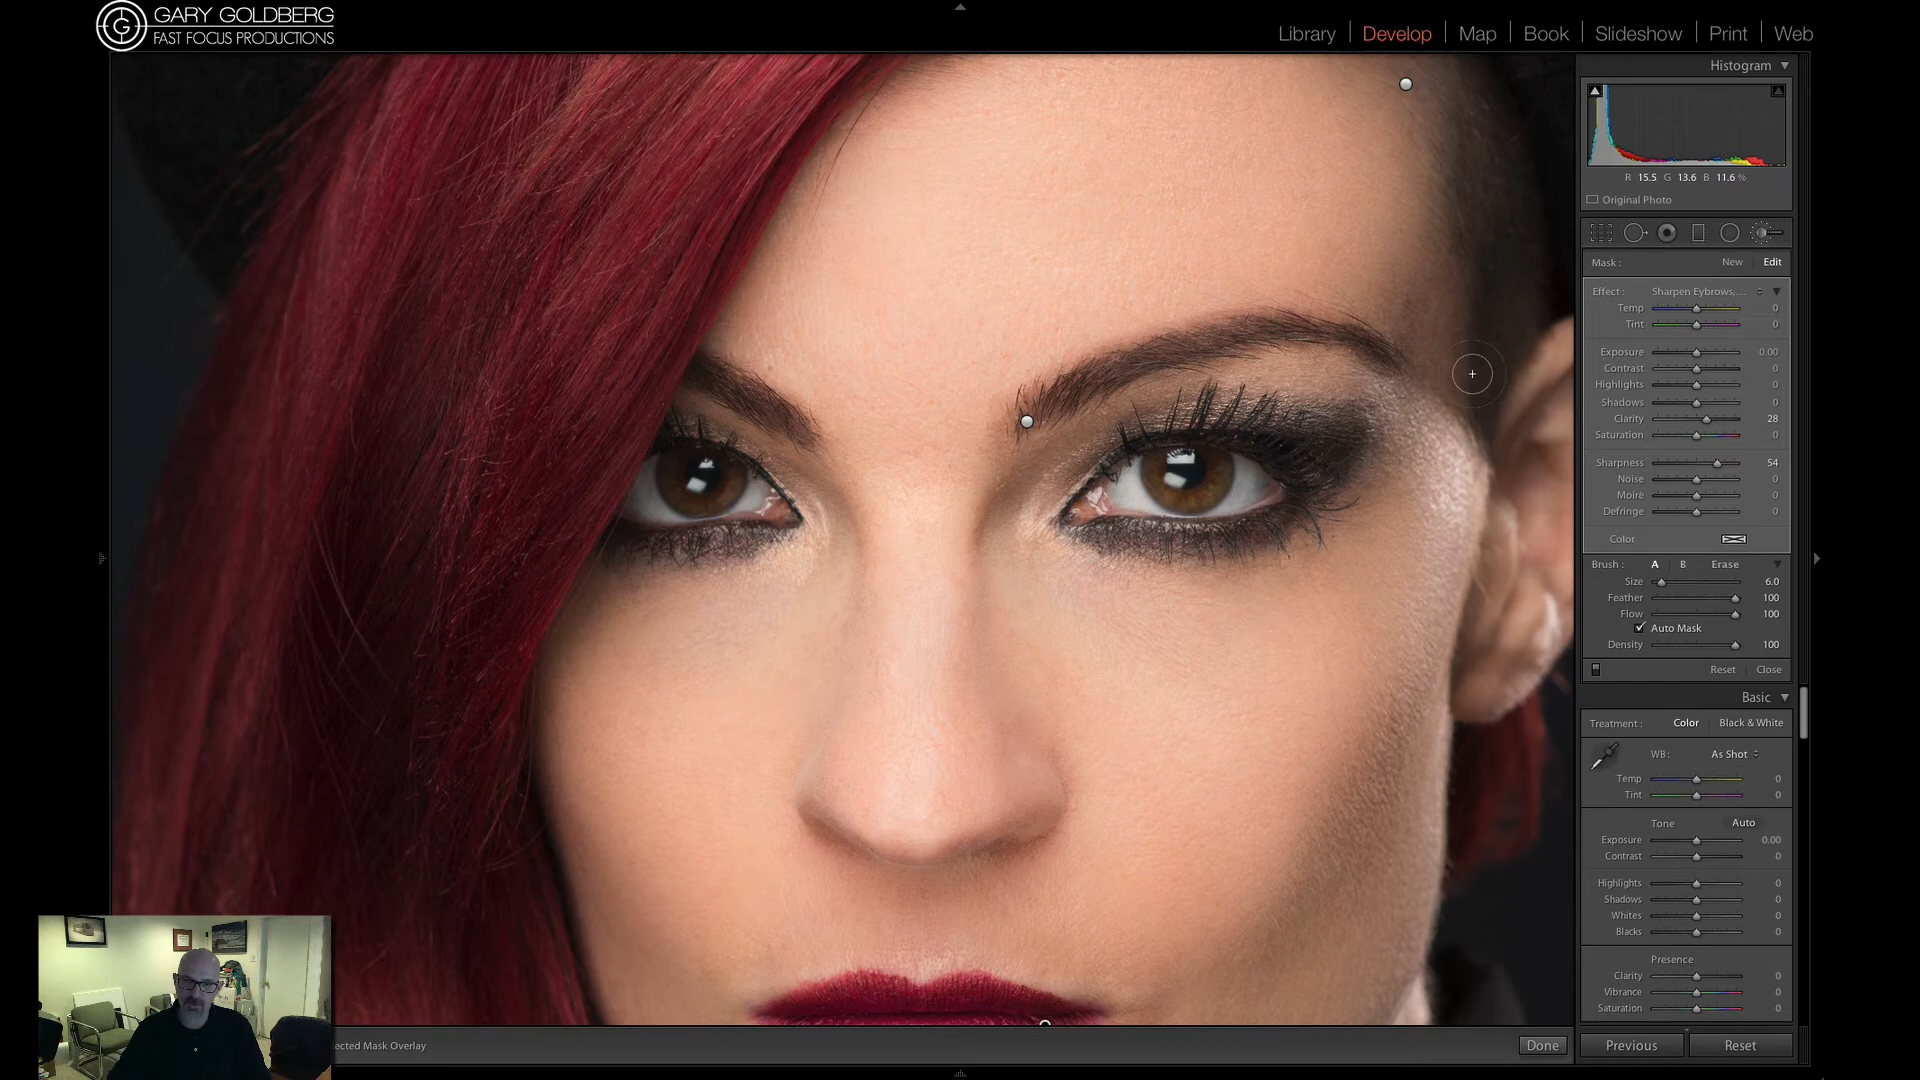 GARY GOLDBERG
FAST FOCUS PRODUCTIONS
Library | Develop | Map | Book | Slideshow | Print | Web
Histogram
R 15.5 G 13.6 B 11.6 %
Original Photo
Mask : New | Edit
Effect : Sharpen Eybrows,...
Temp 0
Tint 0
Exposure 0.00
Contrast 0
Highlights 0
Shadows 0
Clarity 28
Saturation 0
Sharpness 54
Noise 0
Moiré 0
Defringe 0
Color
Brush : A B Erase
Size 6.0
Feather 100
Flow 100
Auto Mask
Density 100
Reset Close
Basic
Treatment : Color | Black & White
WB : As Shot
Temp 0
Tint 0
Tone Auto
Exposure 0.00
Contrast 0
Highlights 0
Shadows 0
Whites 0
Blacks 0
Presence
Clarity 0
Vibrance 0
Saturation 0
ected Mask Overlay Done
Previous Reset